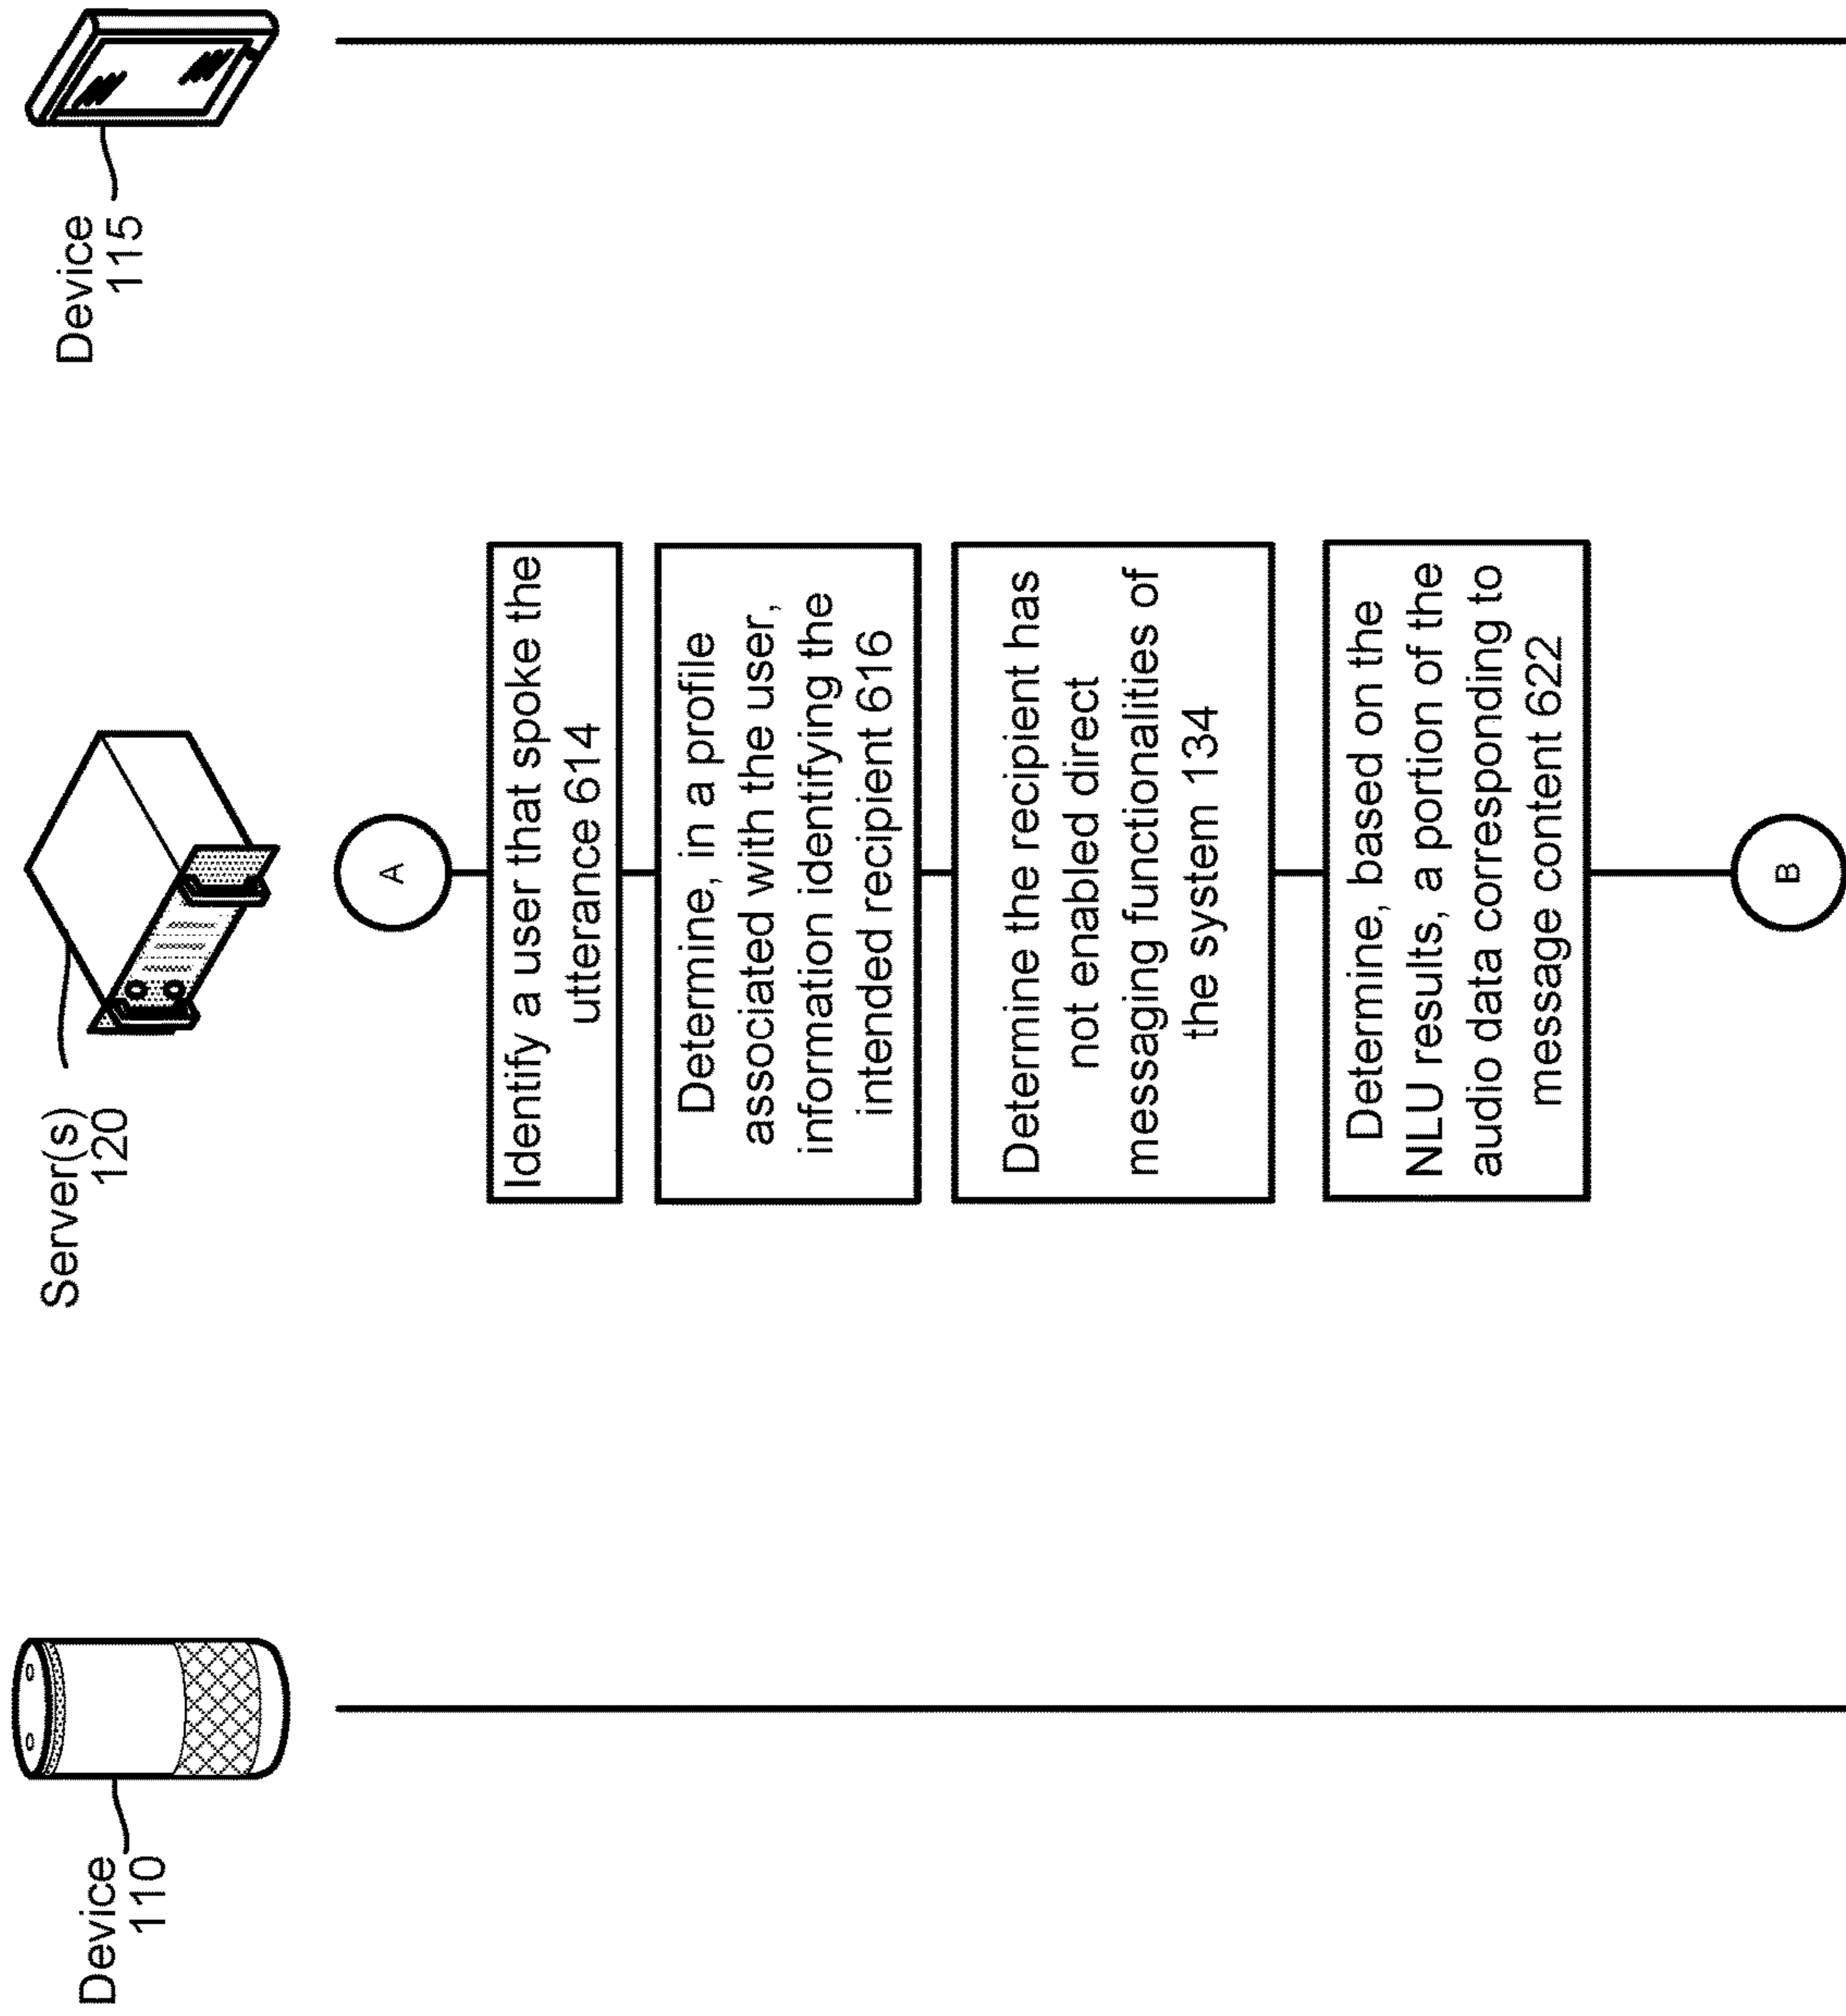 Device
110
Server(s)
120
Device
115
A
Identify a user that spoke the
utterance 614
Determine, in a profile
associated with the user,
information identifying the
intended recipient 616
Determine the recipient has
not enabled direct
messaging functionalities of
the system 134
Determine, based on the
NLU results, a portion of the
audio data corresponding to
message content 622
B